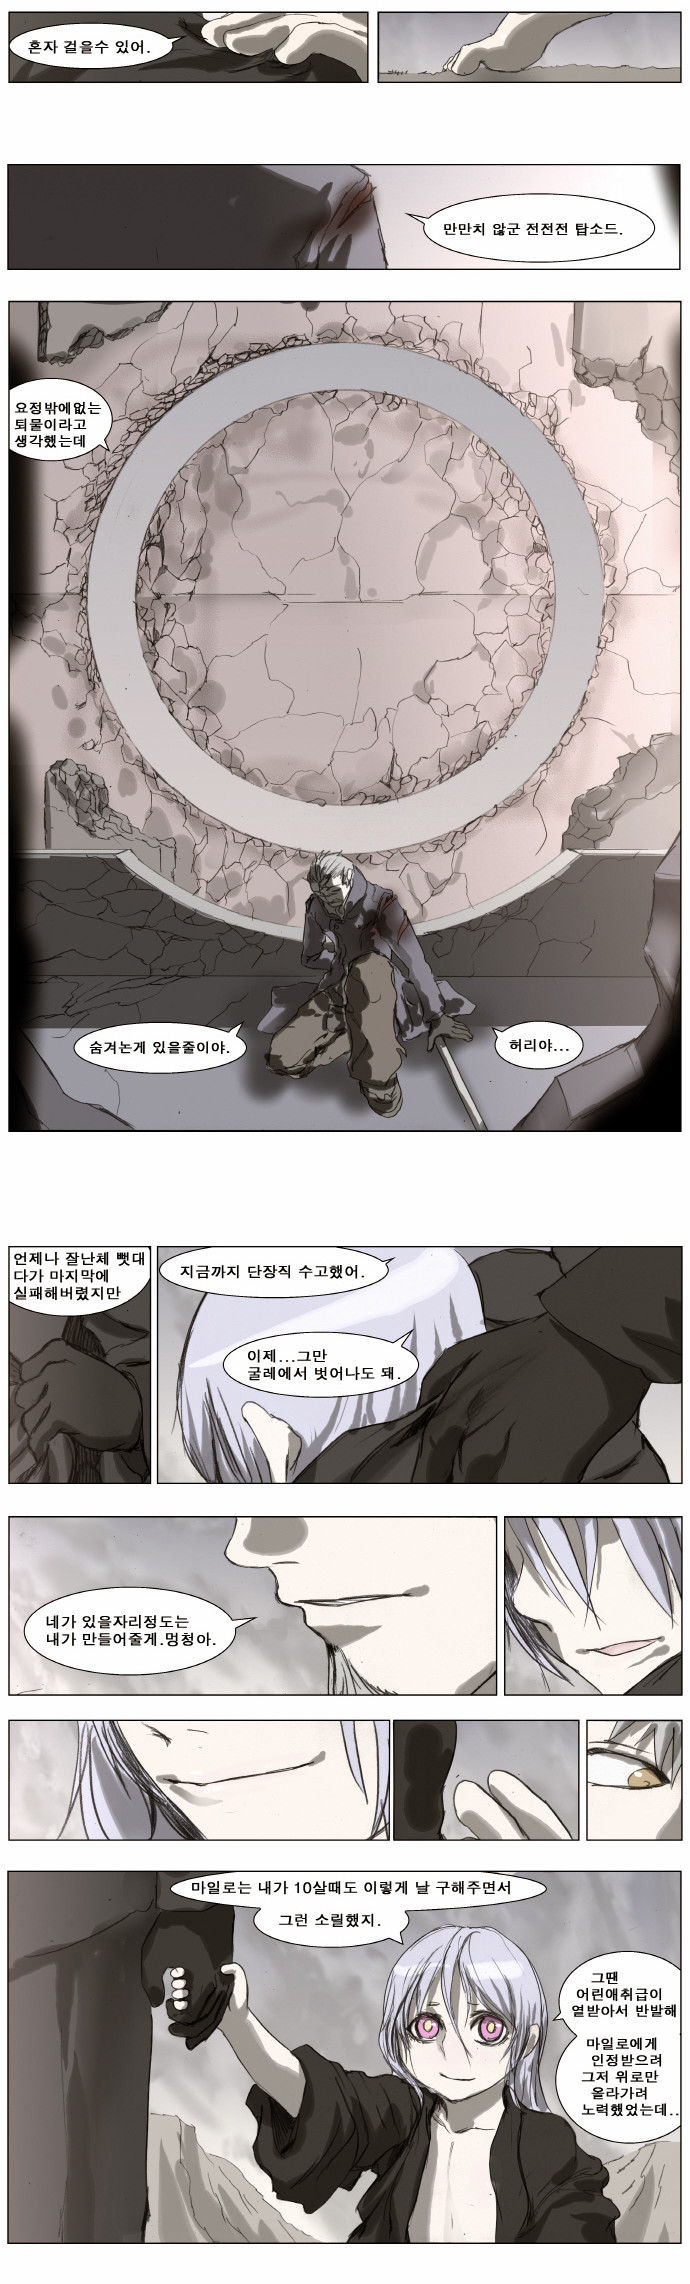 혼자 걸을수 있어.
만만치 않군 전전전 탑소드.
요정밖에없는
퇴물이라고
생각했는데
숨겨논게 있을줄이야.
허리야...
언제나 잘난체 뻣대
다가 마지막에
실패해버렸지만
지금까지 단장직 수고했어.
이제...그만
굴레에서 벗어나도 돼.
네가 있을자리정도는
내가 만들어줄게.멍청아.
마일로는 내가 10살때도 이렇게 날 구해주면서
그런 소릴했지.
그땐
어린애취급이
열받아서 반발해
마일로에게
인정받으려
그저 위로만
올라가려
노력했었는데..